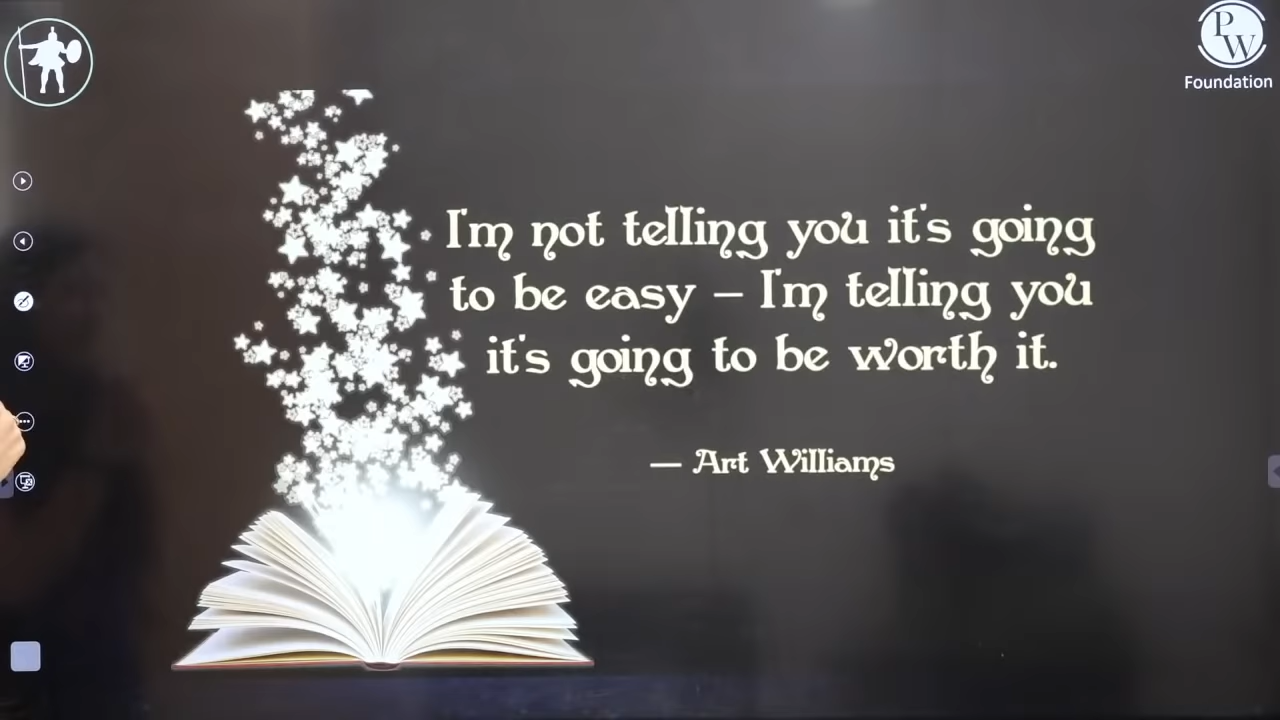 PW
Foundation
I'm not telling you it's going
to be easy – I'm telling you
it's going to be worth it.
— Art Williams